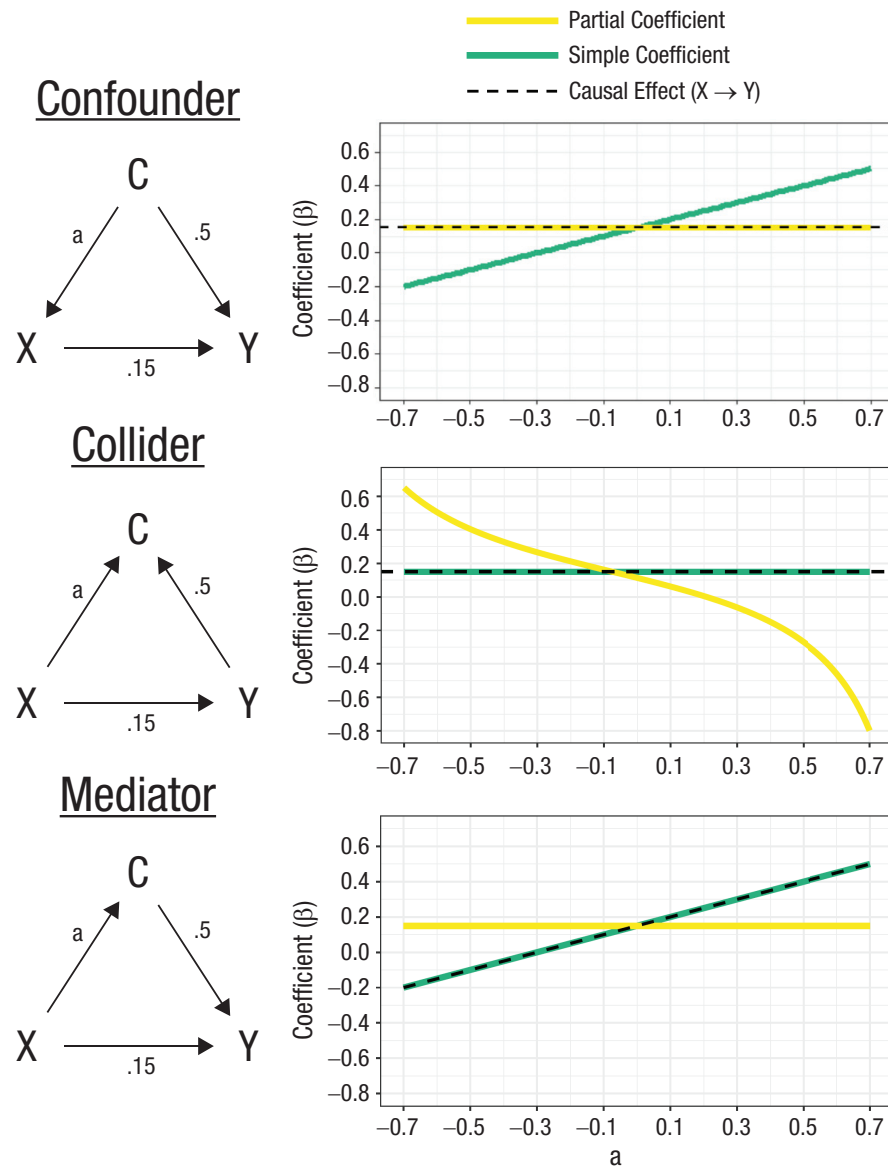 Partial Coefficient
Simple Coefficient
Causal Effect (X → Y)
Confounder
C
a
.5
X
Y
.15
Coefficient (β)
0.6
0.4
0.2
0.0
−0.2
−0.4
−0.6
−0.8
−0.7 −0.5 −0.3 −0.1 0.1 0.3 0.5 0.7
Collider
C
a
.5
X
Y
.15
Coefficient (β)
0.6
0.4
0.2
0.0
−0.2
−0.4
−0.6
−0.8
−0.7 −0.5 −0.3 −0.1 0.1 0.3 0.5 0.7
Mediator
C
a
.5
X
Y
.15
Coefficient (β)
0.6
0.4
0.2
0.0
−0.2
−0.4
−0.6
−0.8
−0.7 −0.5 −0.3 −0.1 0.1 0.3 0.5 0.7
a